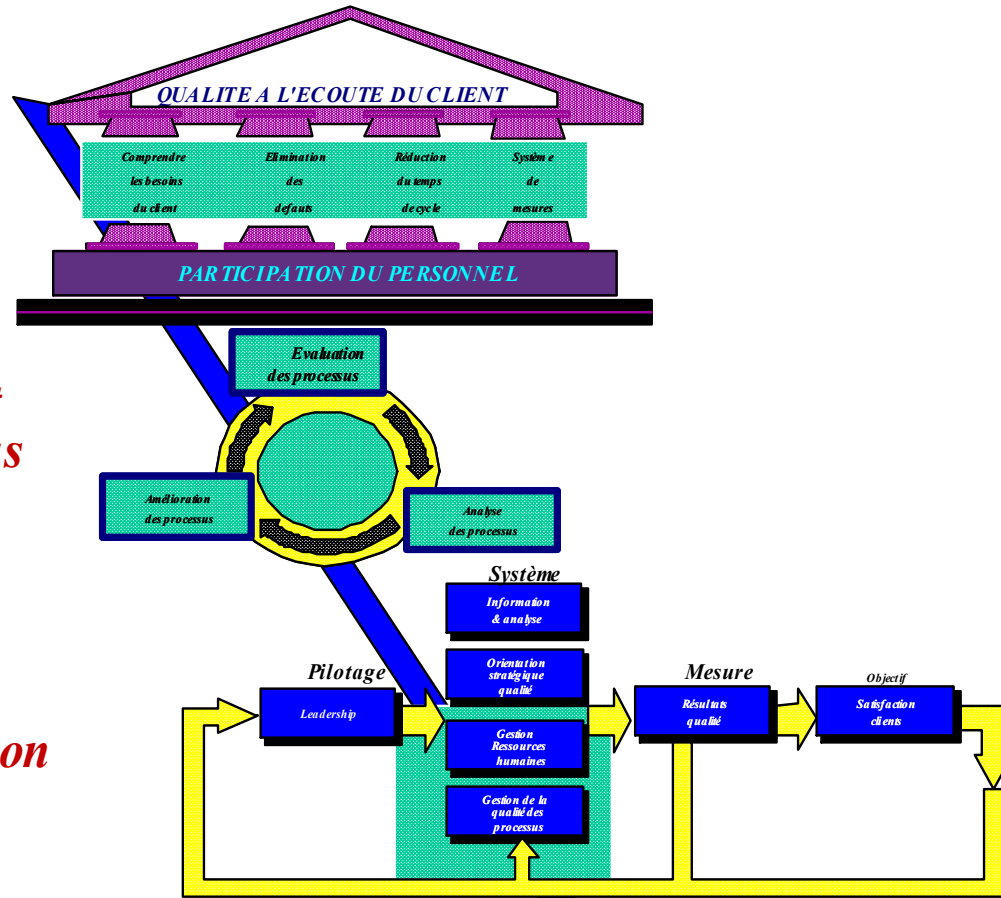 QUALITE A L'ECOUTE DU CLIENT
Comprendre
les besoins
du client
Elimination
des
defauts
Réduction
du temps
de cycle
Système
de
mesures
PARTICIPATION DU PERSONNEL
Evaluation
des processus
Amélioration
des processus
Analyse
des processus
Système
Information
& analyse
Orientation
stratégique
qualité
Gestion
Ressources
humaines
Gestion de la
qualité des
processus
Pilotage
Leadership
Mesure
Résultats
qualité
Objectif
Satisfaction
clients
on